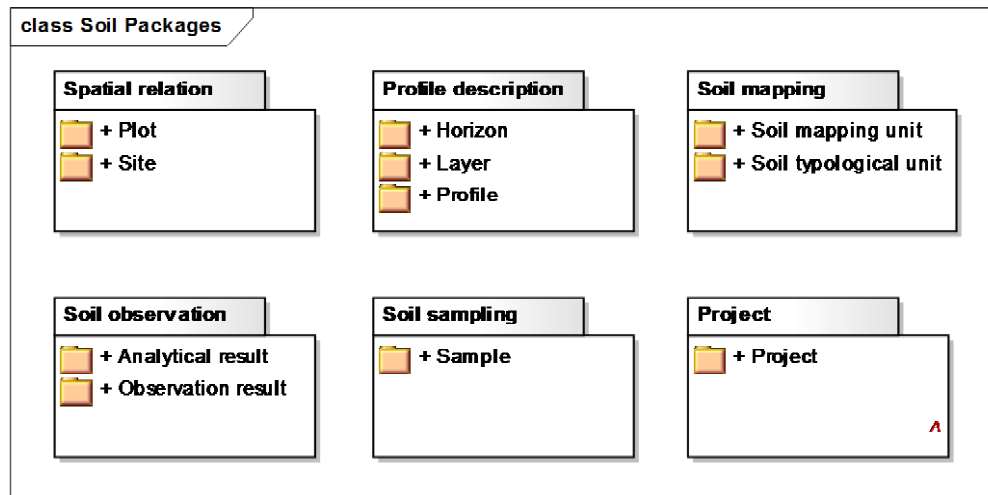 class Soil Packages
Spatial relation
+ Plot
+ Site
Profile description
+ Horizon
+ Layer
+ Profile
Soil mapping
+ Soil mapping unit
+ Soil typological unit
Soil observation
+ Analytical result
+ Observation result
Soil sampling
+ Sample
Project
+ Project
A